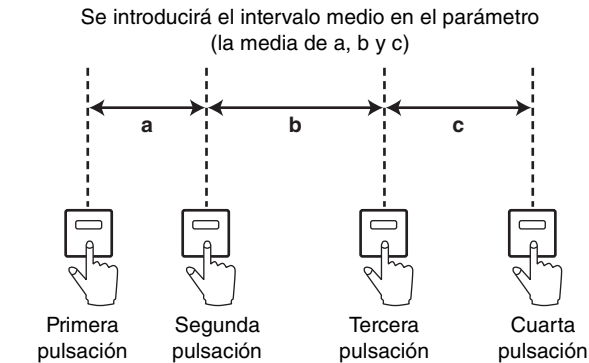 Se introducirá el intervalo medio en el parámetro
(la media de a, b y c)
a
b
c
Primera
pulsación
Segunda
pulsación
Tercera
pulsación
Cuarta
pulsación